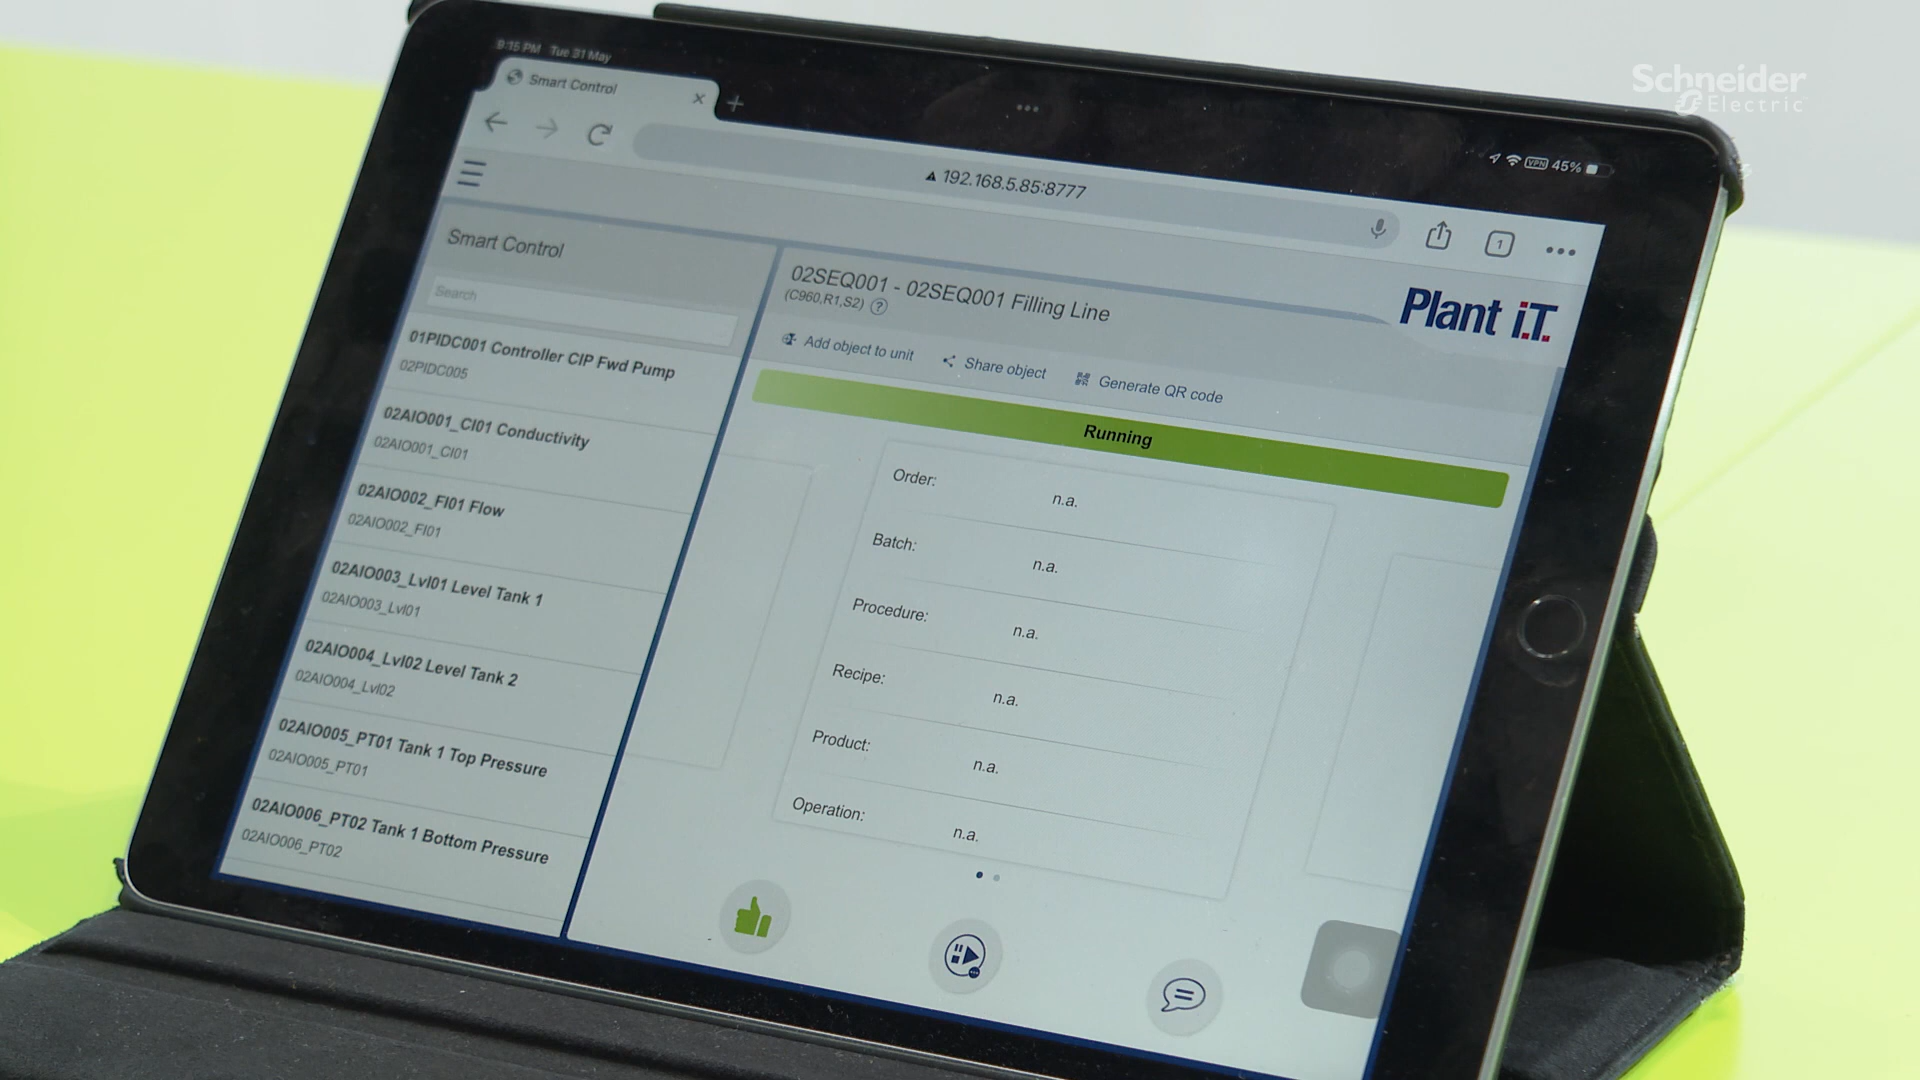 Schneider
Electric
9:15 PM Tue 31 May
Smart Control
VPN 45%
192.168.5.85:8777
1
Smart Control
Search
01PIDC001 Controller CIP Fwd Pump
02PIDC005
02AIO001_CI01 Conductivity
02AIO001_CI01
02AIO002_FI01 Flow
02AIO002_FI01
02AIO003_Lvl01 Level Tank 1
02AIO003_Lvl01
02AIO004_Lvl02 Level Tank 2
02AIO004_Lvl02
02AIO005_PT01 Tank 1 Top Pressure
02AIO005_PT01
02AIO006_PT02 Tank 1 Bottom Pressure
02AIO006_PT02
02SEQ001 - 02SEQ001 Filling Line
(C960,R1,S2) ?
Plant i.T.
Add object to unit Share object Generate QR code
Running
Order: n.a.
Batch: n.a.
Procedure: n.a.
Recipe: n.a.
Product: n.a.
Operation: n.a.